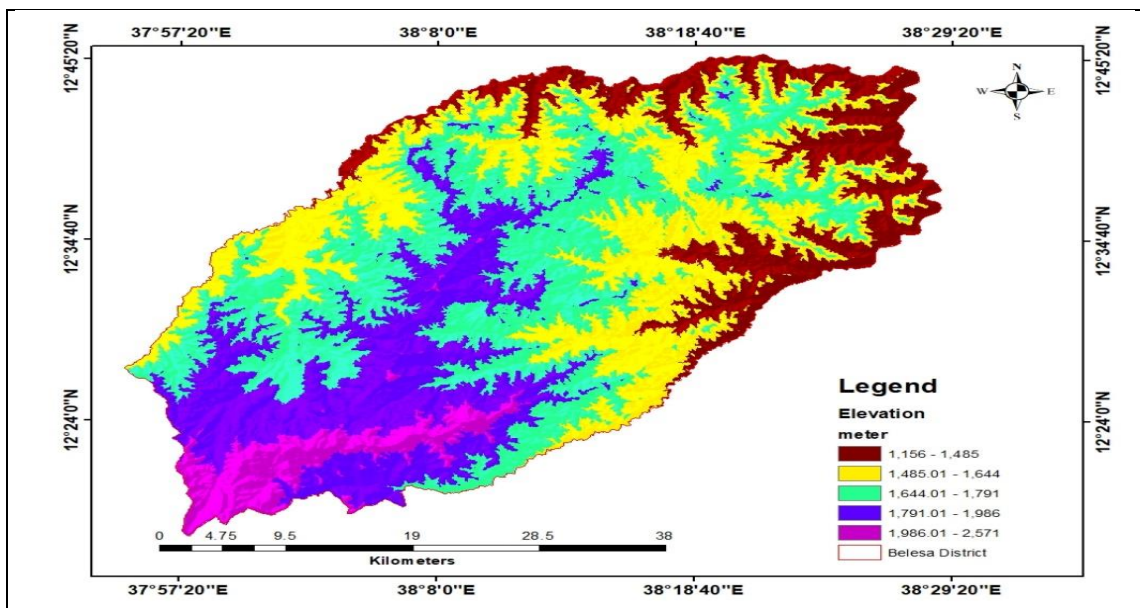 37°57'20"E 38°8'0"E 38°18'40"E 38°29'20"E
12°45'20"N 12°45'20"N
N
W E
S
12°34'40"N 12°34'40"N
12°24'0"N 12°24'0"N
Legend
Elevation
meter
1,156 - 1,485
1,485.01 - 1,644
1,644.01 - 1,791
1,791.01 - 1,986
1,986.01 - 2,571
Belesa District
0 4.75 9.5 19 28.5 38
Kilometers
37°57'20"E 38°8'0"E 38°18'40"E 38°29'20"E